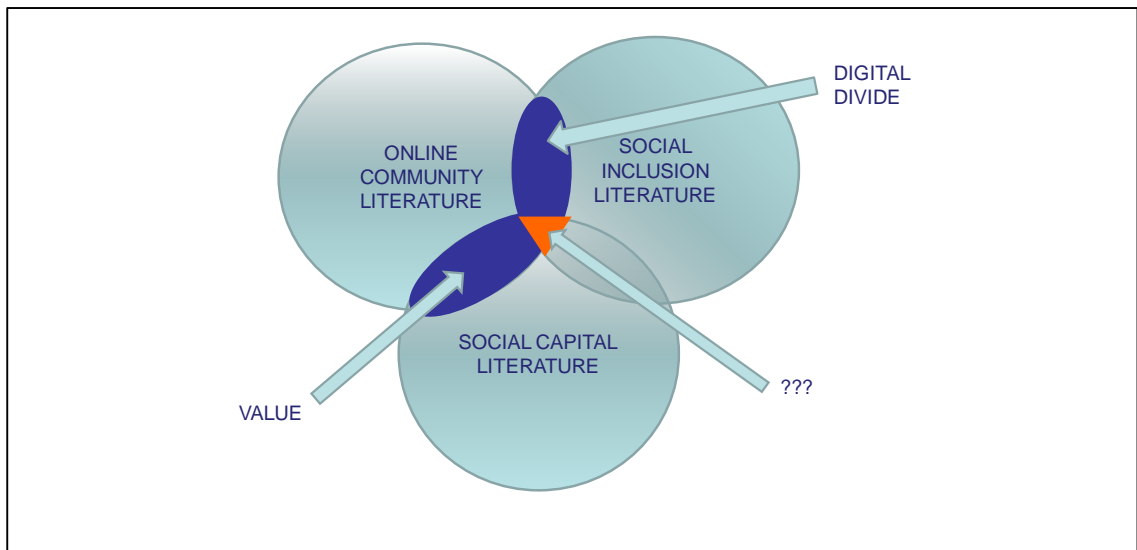 DIGITAL
DIVIDE
ONLINE
COMMUNITY
LITERATURE
SOCIAL
INCLUSION
LITERATURE
SOCIAL CAPITAL
LITERATURE
???
VALUE